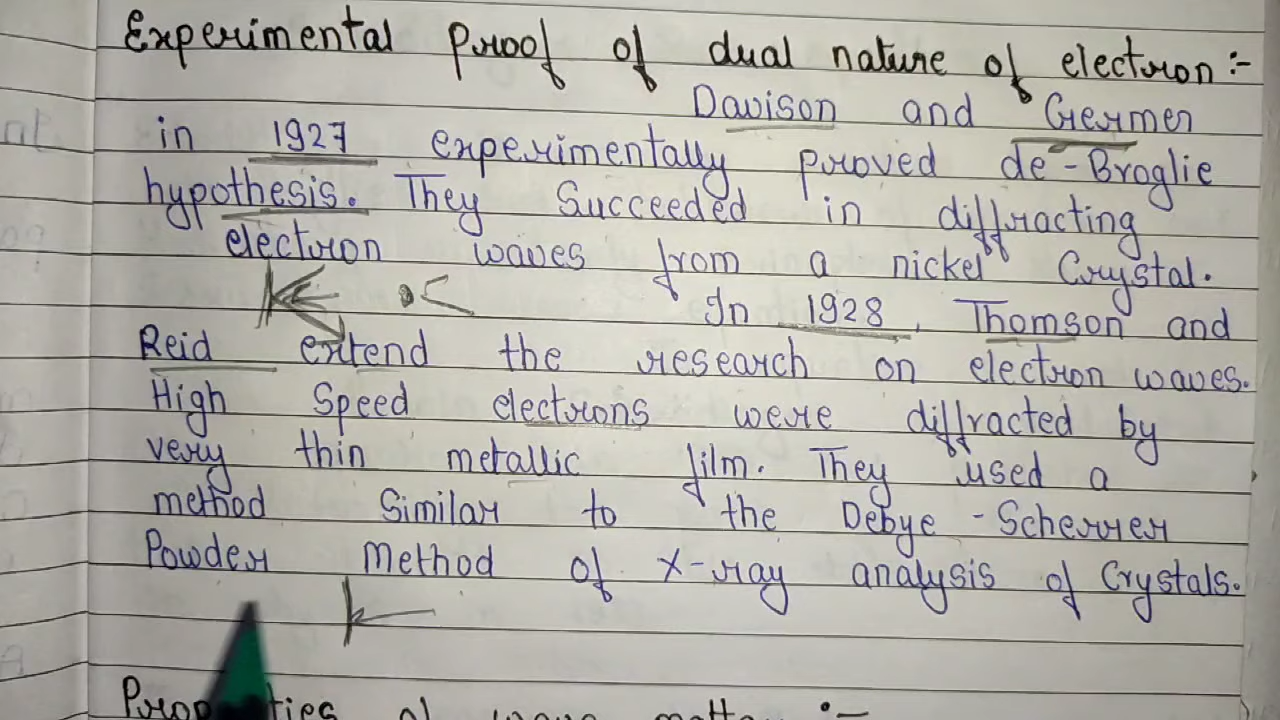 Experimental proof of dual nature of electron :-
Davison and Germer
in 1927 experimentally proved de-Broglie
hypothesis. They Succeeded in diffracting
electron waves from a nickel Crystal.
In 1928, Thomson and
Reid extend the research on electron waves.
High Speed electrons were diffracted by
very thin metallic film. They used a
method Similar to the Debye - Scherrer
Powder Method of X-ray analysis of Crystals.
of wave :-